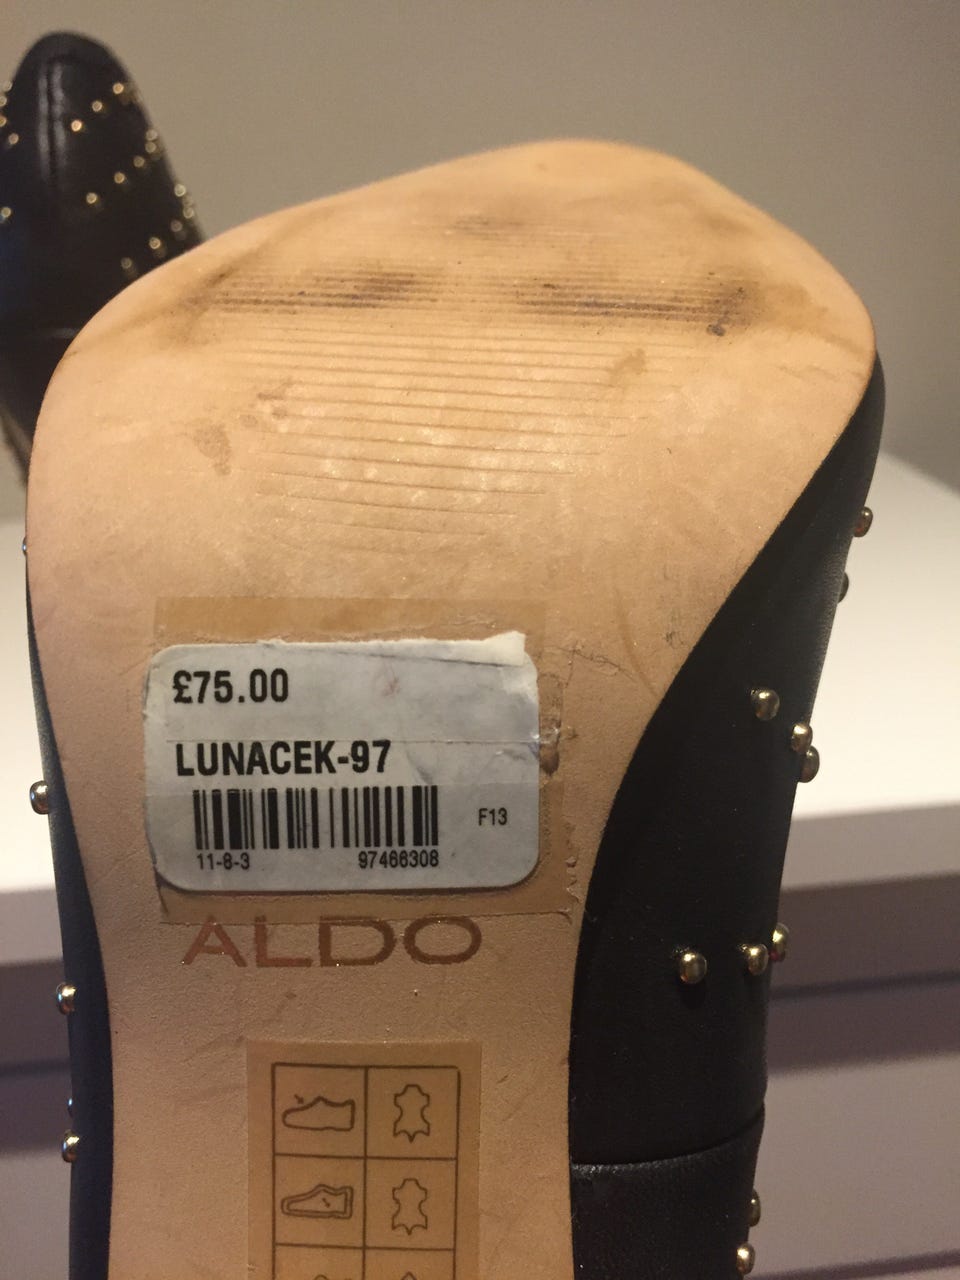 £75.00
LUNACEK-97
F13
11-8-3 97466308
ALDO